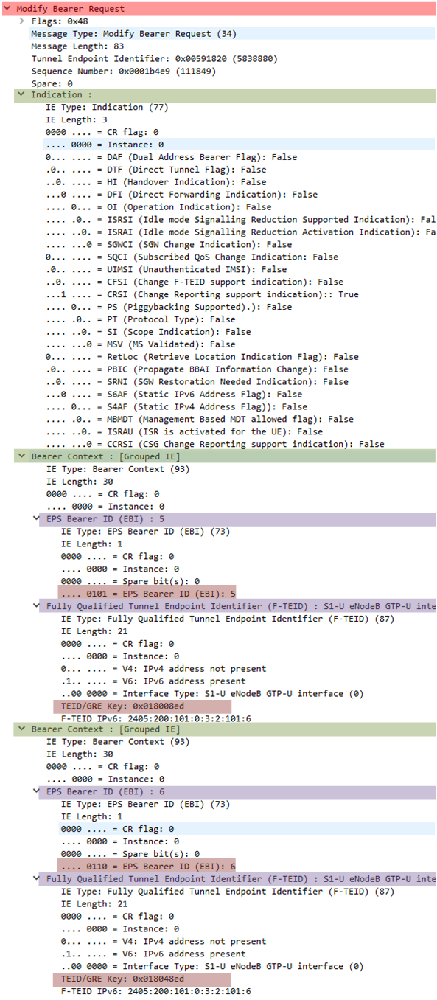 Modify Bearer Request
Flags: 0x48
Message Type: Modify Bearer Request (34)
Message Length: 83
Tunnel Endpoint Identifier: 0x00591820 (5838880)
Sequence Number: 0x0001b4e9 (111849)
Spare: 0
Indication :
IE Type: Indication (77)
IE Length: 3
0000 .... = CR flag: 0
.... 0000 = Instance: 0
0... .... = DAF (Dual Address Bearer Flag): False
.0.. .... = DTF (Direct Tunnel Flag): False
..0. .... = HI (Handover Indication): False
...0 .... = DFI (Direct Forwarding Indication): False
.... 0... = OI (Operation Indication): False
.... .0.. = ISRSI (Idle mode Signalling Reduction Supported Indication): Fal
.... ..0. = ISRAI (Idle mode Signalling Reduction Activation Indication): Fa
.... ...0 = SGWCI (SGW Change Indication): False
0... .... = SQCI (Subscribed QoS Change Indication: False
.0.. .... = UIMSI (Unauthenticated IMSI): False
..0. .... = CFSI (Change F-TEID support indication): False
...1 .... = CRSI (Change Reporting support indication):: True
.... 0... = PS (Piggybacking Supported).): False
.... .0.. = PT (Protocol Type): False
.... ..0. = SI (Scope Indication): False
.... ...0 = MSV (MS Validated): False
0... .... = RetLoc (Retrieve Location Indication Flag): False
.0.. .... = PBIC (Propagate BBAI Information Change): False
..0. .... = SRNI (SGW Restoration Needed Indication): False
...0 .... = S6AF (Static IPv6 Address Flag): False
.... 0... = S4AF (Static IPv4 Address Flag)): False
.... .0.. = MBMDT (Management Based MDT allowed flag): False
.... ..0. = ISRAU (ISR is activated for the UE): False
.... ...0 = CCRSI (CSG Change Reporting support indication): False
Bearer Context : [Grouped IE]
IE Type: Bearer Context (93)
IE Length: 30
0000 .... = CR flag: 0
.... 0000 = Instance: 0
EPS Bearer ID (EBI) : 5
IE Type: EPS Bearer ID (EBI) (73)
IE Length: 1
0000 .... = CR flag: 0
.... 0000 = Instance: 0
0000 .... = Spare bit(s): 0
.... 0101 = EPS Bearer ID (EBI): 5
Fully Qualified Tunnel Endpoint Identifier (F-TEID) : S1-U eNodeB GTP-U inte
IE Type: Fully Qualified Tunnel Endpoint Identifier (F-TEID) (87)
IE Length: 21
0000 .... = CR flag: 0
.... 0000 = Instance: 0
0... .... = V4: IPv4 address not present
.1.. .... = V6: IPv6 address present
..00 0000 = Interface Type: S1-U eNodeB GTP-U interface (0)
TEID/GRE Key: 0x018008ed
F-TEID IPv6: 2405:200:101:0:3:2:101:6
Bearer Context : [Grouped IE]
IE Type: Bearer Context (93)
IE Length: 30
0000 .... = CR flag: 0
.... 0000 = Instance: 0
EPS Bearer ID (EBI) : 6
IE Type: EPS Bearer ID (EBI) (73)
IE Length: 1
0000 .... = CR flag: 0
.... 0000 = Instance: 0
0000 .... = Spare bit(s): 0
.... 0110 = EPS Bearer ID (EBI): 6
Fully Qualified Tunnel Endpoint Identifier (F-TEID) : S1-U eNodeB GTP-U inte
IE Type: Fully Qualified Tunnel Endpoint Identifier (F-TEID) (87)
IE Length: 21
0000 .... = CR flag: 0
.... 0000 = Instance: 0
0... .... = V4: IPv4 address not present
.1.. .... = V6: IPv6 address present
..00 0000 = Interface Type: S1-U eNodeB GTP-U interface (0)
TEID/GRE Key: 0x018048ed
F-TEID IPv6: 2405:200:101:0:3:2:101:6